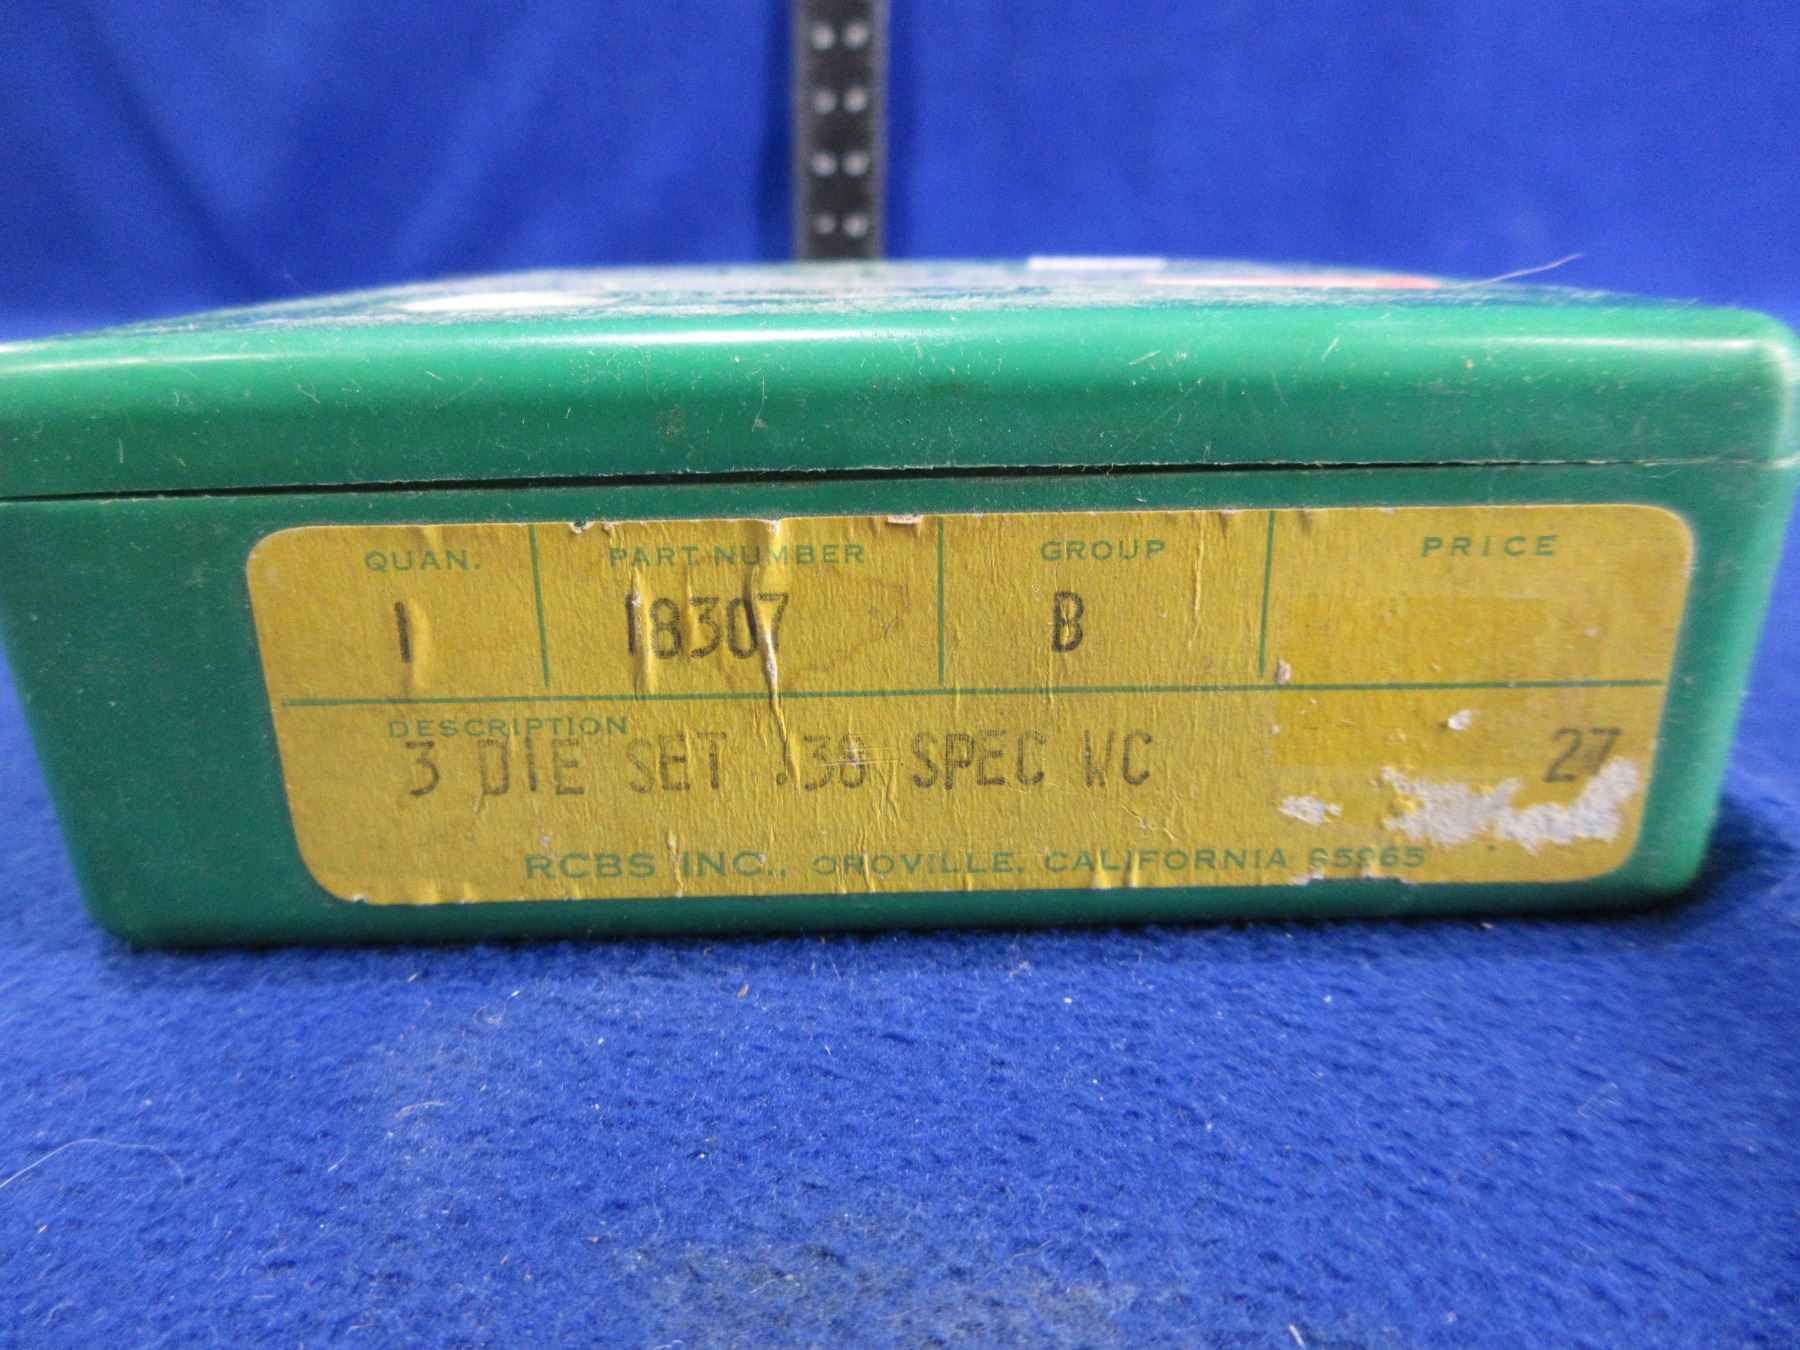 QUAN. PART NUMBER GROUP PRICE
1 18307 B
DESCRIPTION
3 DIE SET .38 SPEC WC 27
RCBS INC., OROVILLE, CALIFORNIA 95965